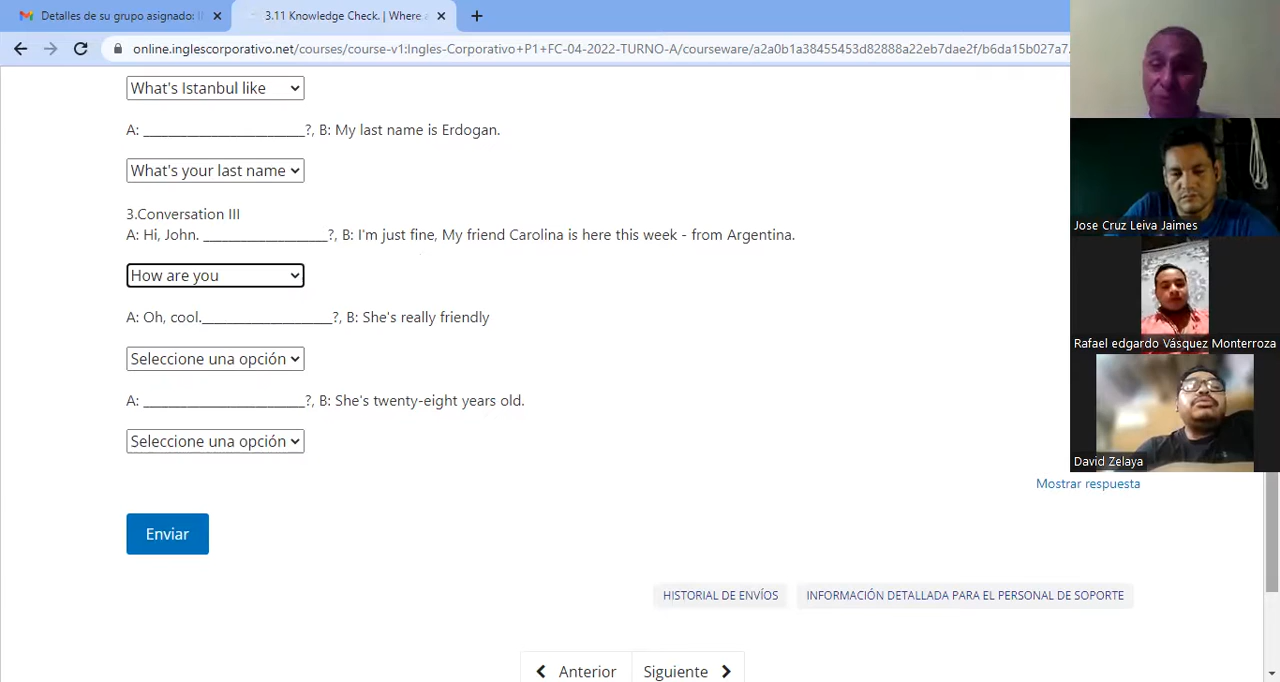 Detalles de su grupo asignado: I
3.11 Knowledge Check. | Where a
online.inglescorporativo.net/courses/course-v1:Ingles-Corporativo+P1+FC-04-2022-TURNO-A/courseware/a2a0b1a38455453d82888a22eb7dae2f/b6da15b027a7
What's Istanbul like
A: _______________________?, B: My last name is Erdogan.
What's your last name
3.Conversation III
A: Hi, John. __________________?, B: I'm just fine, My friend Carolina is here this week - from Argentina.
How are you
A: Oh, cool.___________________?, B: She's really friendly
Seleccione una opción
A: _______________________?, B: She's twenty-eight years old.
Seleccione una opción
Mostrar respuesta
Enviar
HISTORIAL DE ENVÍOS
INFORMACIÓN DETALLADA PARA EL PERSONAL DE SOPORTE
Anterior
Siguiente
Jose Cruz Leiva Jaimes
Rafael edgardo Vásquez Monterroza
David Zelaya